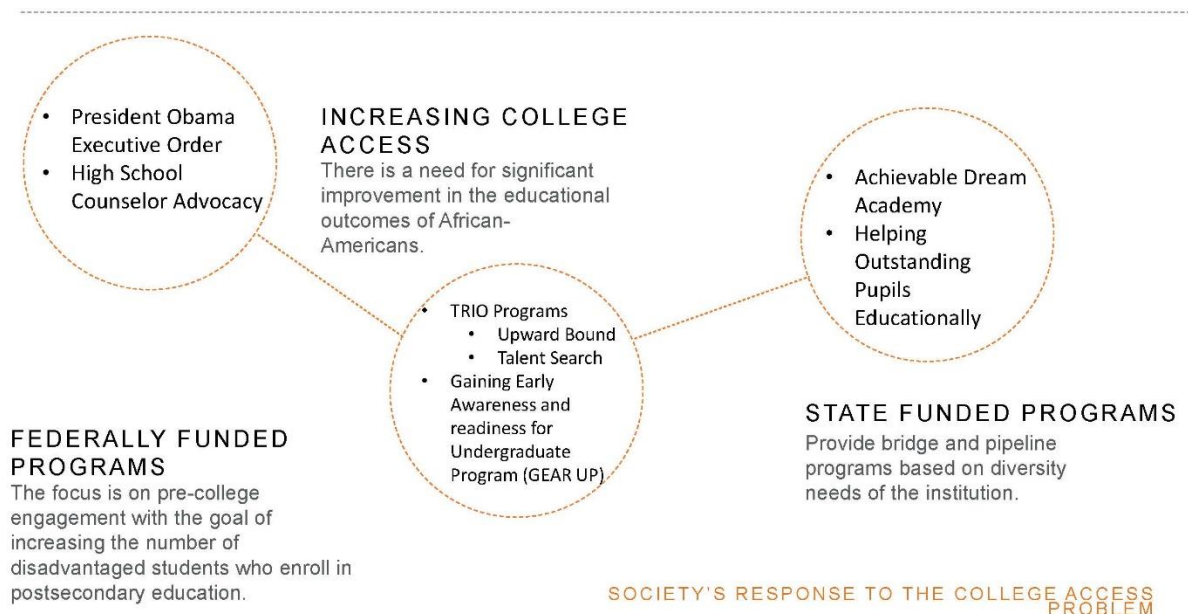 • President Obama
Executive Order
• High School
Counselor Advocacy
INCREASING COLLEGE
ACCESS
There is a need for significant
improvement in the educational
outcomes of African-
Americans.
• TRIO Programs
• Upward Bound
• Talent Search
• Gaining Early
Awareness and
readiness for
Undergraduate
Program (GEAR UP)
FEDERALLY FUNDED
PROGRAMS
The focus is on pre-college
engagement with the goal of
increasing the number of
disadvantaged students who enroll in
postsecondary education.
• Achievable Dream
Academy
• Helping
Outstanding
Pupils
Educationally
STATE FUNDED PROGRAMS
Provide bridge and pipeline
programs based on diversity
needs of the institution.
SOCIETY'S RESPONSE TO THE COLLEGE ACCESS
PROBLEM